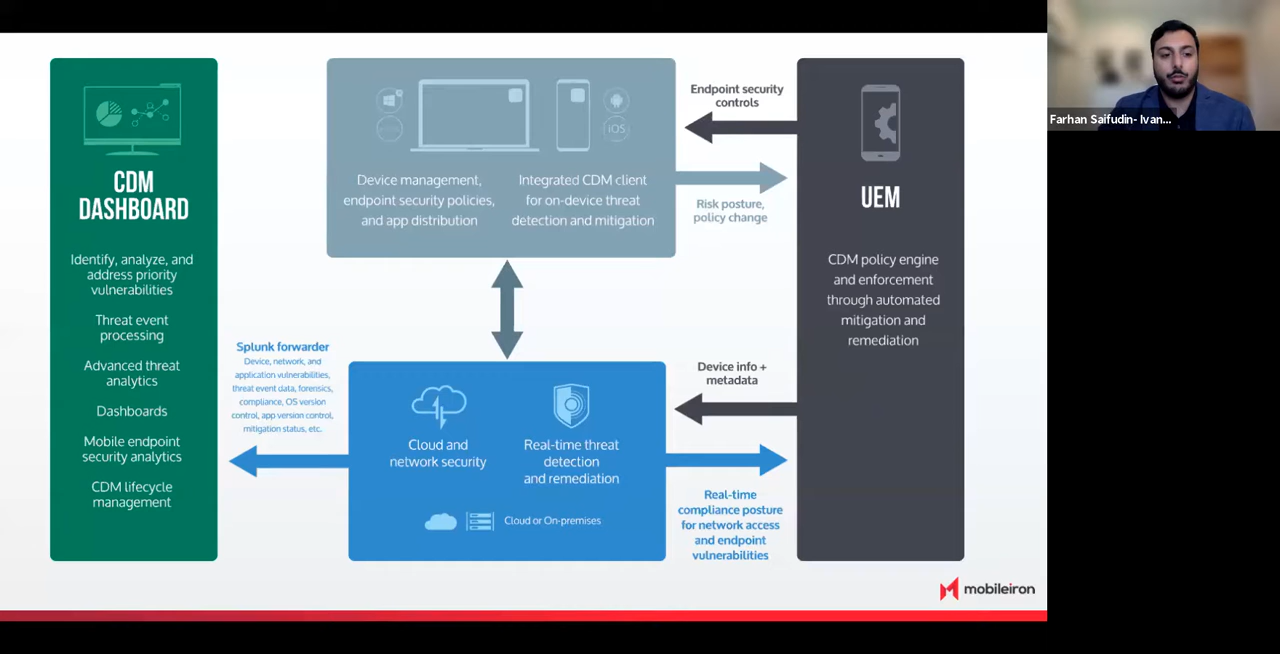 CDM
DASHBOARD
Identify, analyze, and
address priority
vulnerabilities
Threat event
processing
Advanced threat
analytics
Dashboards
Mobile endpoint
security analytics
CDM lifecycle
management
Splunk forwarder
Device, network, and
application vulnerabilities,
threat event data, forensics,
compliance, OS version
control, app version control,
mitigation status, etc.
iOS
Device management,
endpoint security policies,
and app distribution
Integrated CDM client
for on-device threat
detection and mitigation
Cloud and
network security
Real-time threat
detection
and remediation
Cloud or On-premises
Endpoint security
controls
Risk posture,
policy change
Device info +
metadata
Real-time
compliance posture
for network access
and endpoint
vulnerabilities
UEM
CDM policy engine
and enforcement
through automated
mitigation and
remediation
mobileiron
Farhan Saifudin- Ivan...